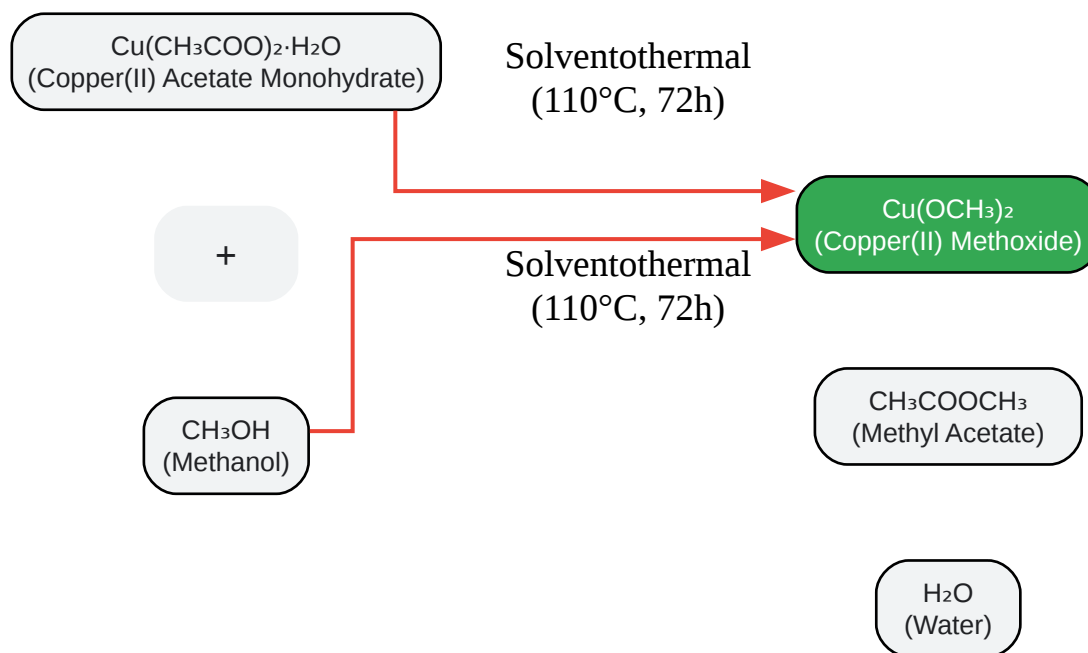 Cu(CH₃COO)₂·H₂O
(Copper(II) Acetate Monohydrate)
Solventothermal
(110°C, 72h)
Cu(OCH₃)₂
(Copper(II) Methoxide)
+
Solventothermal
(110°C, 72h)
CH₃OH
(Methanol)
CH₃COOCH₃
(Methyl Acetate)
H₂O
(Water)